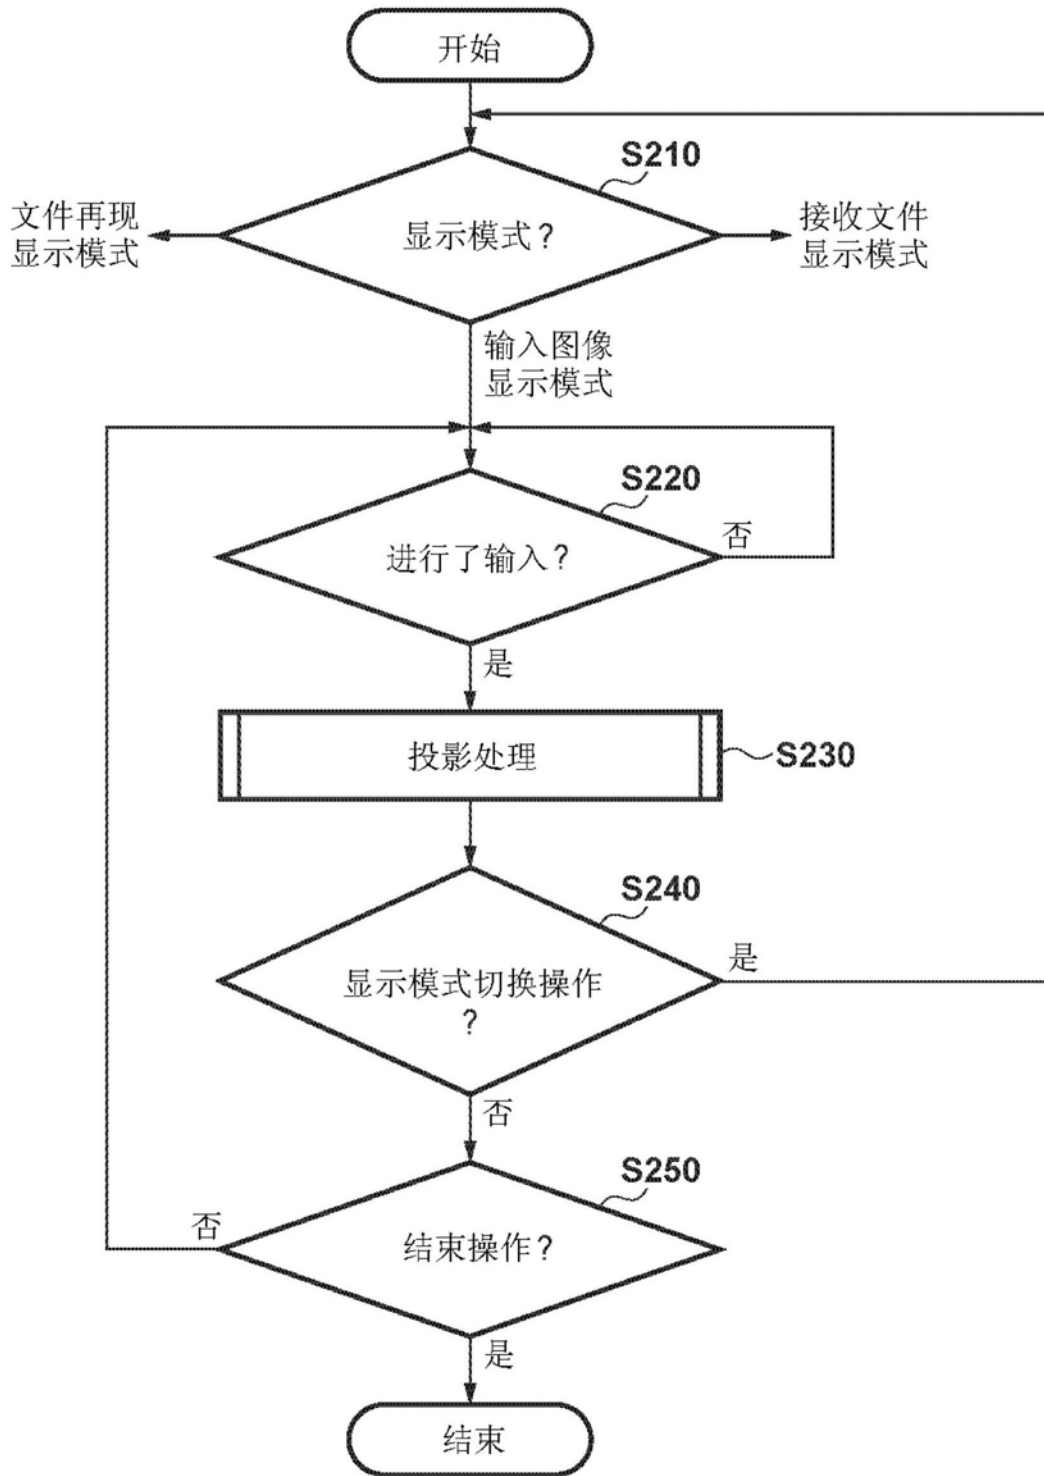 开始
S210
文件再现
显示模式
显示模式？
接收文件
显示模式
输入图像
显示模式
S220
进行了输入？
否
是
投影处理
S230
S240
显示模式切换操作
？
是
否
S250
否
结束操作？
是
结束